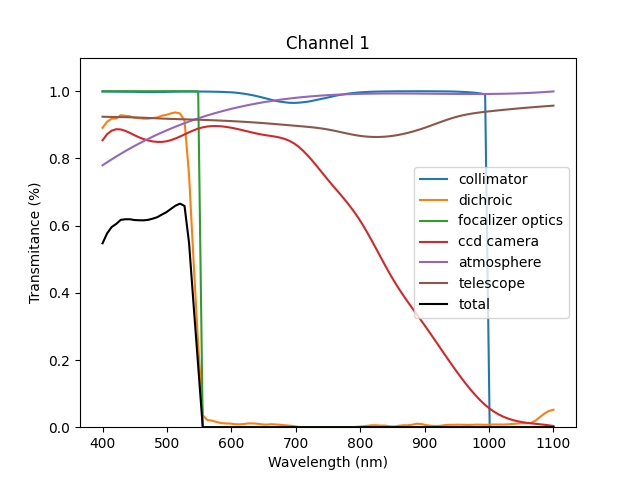 Channel 1
Transmitance (%)
1.0
0.8
0.6
0.4
0.2
0.0
collimator
dichroic
focalizer optics
ccd camera
atmosphere
telescope
total
400 500 600 700 800 900 1000 1100
Wavelength (nm)